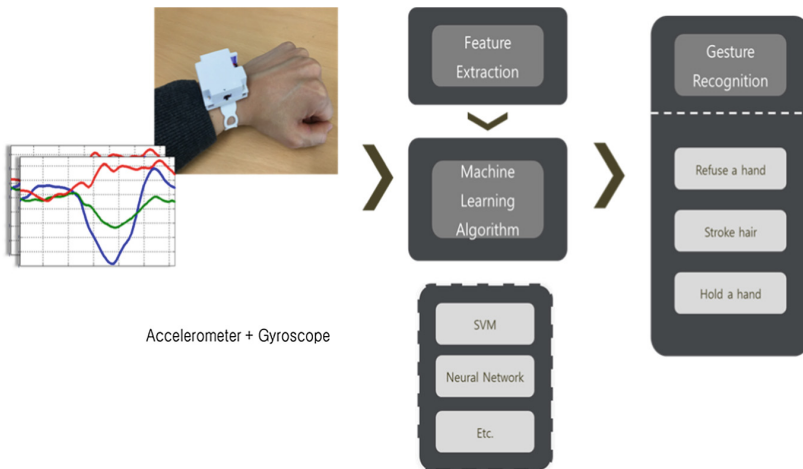 Accelerometer + Gyroscope
Feature
Extraction
Machine
Learning
Algorithm
SVM
Neural Network
Etc.
Gesture
Recognition
Refuse a hand
Stroke hair
Hold a hand